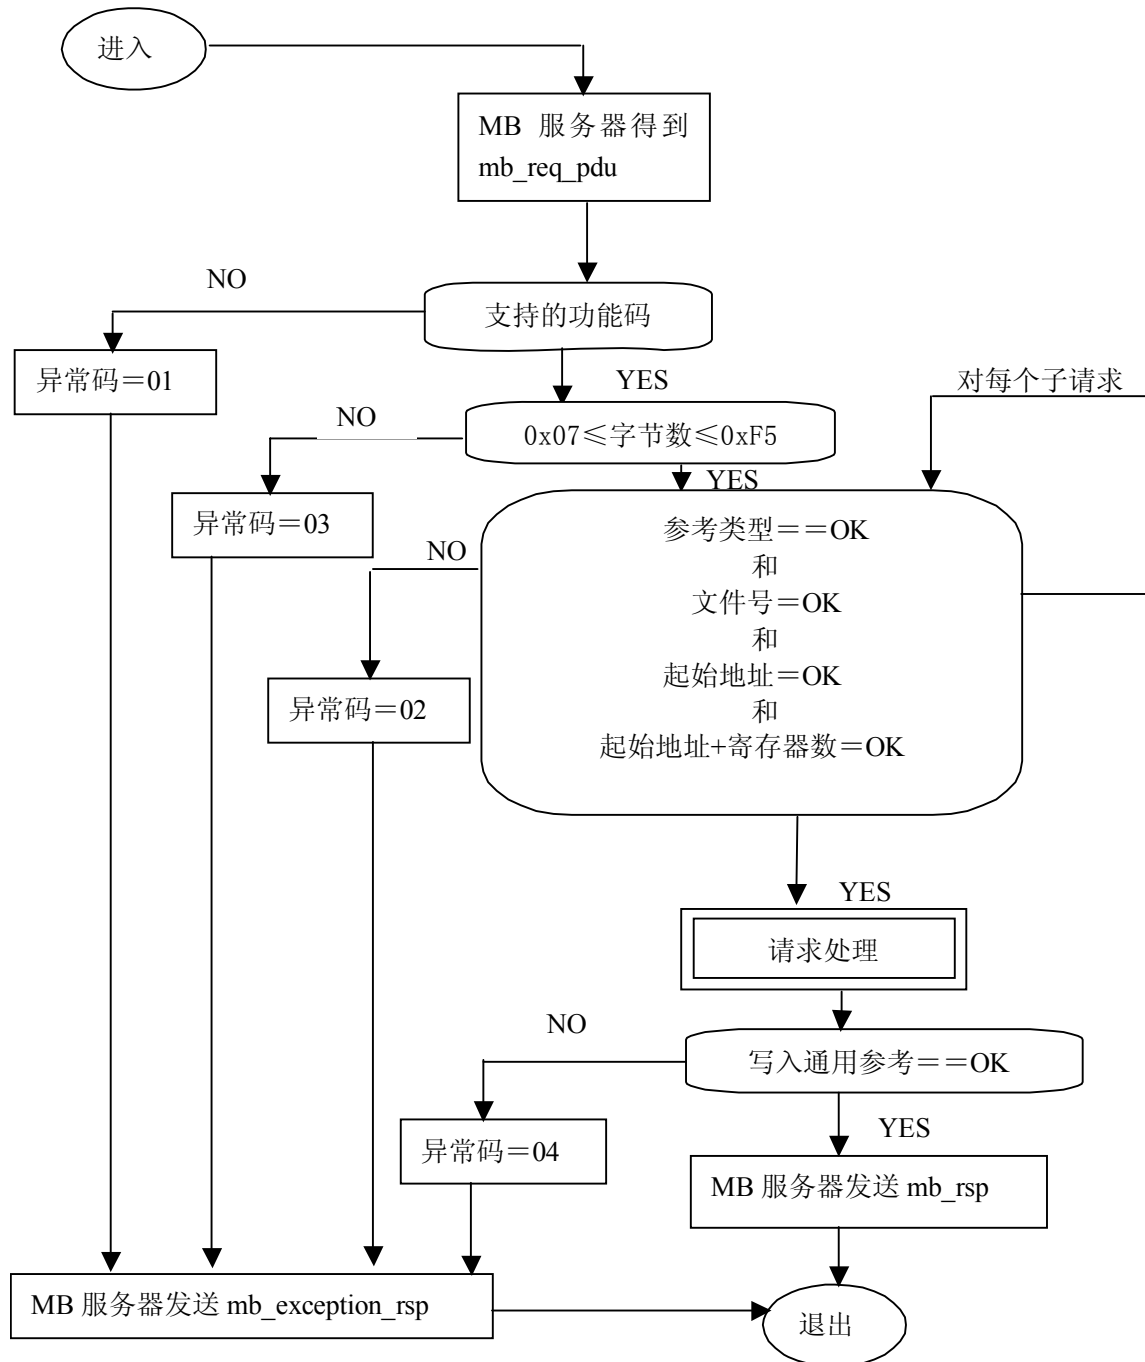 进入
MB 服务器得到
mb_req_pdu
NO
支持的功能码
异常码＝01
YES
对每个子请求
NO
0x07≤字节数≤0xF5
YES
异常码＝03
参考类型＝＝OK
NO
和
文件号＝OK
和
起始地址＝OK
异常码＝02
和
起始地址+寄存器数＝OK
YES
请求处理
NO
写入通用参考＝＝OK
YES
异常码＝04
MB 服务器发送 mb_rsp
MB 服务器发送 mb_exception_rsp
退出